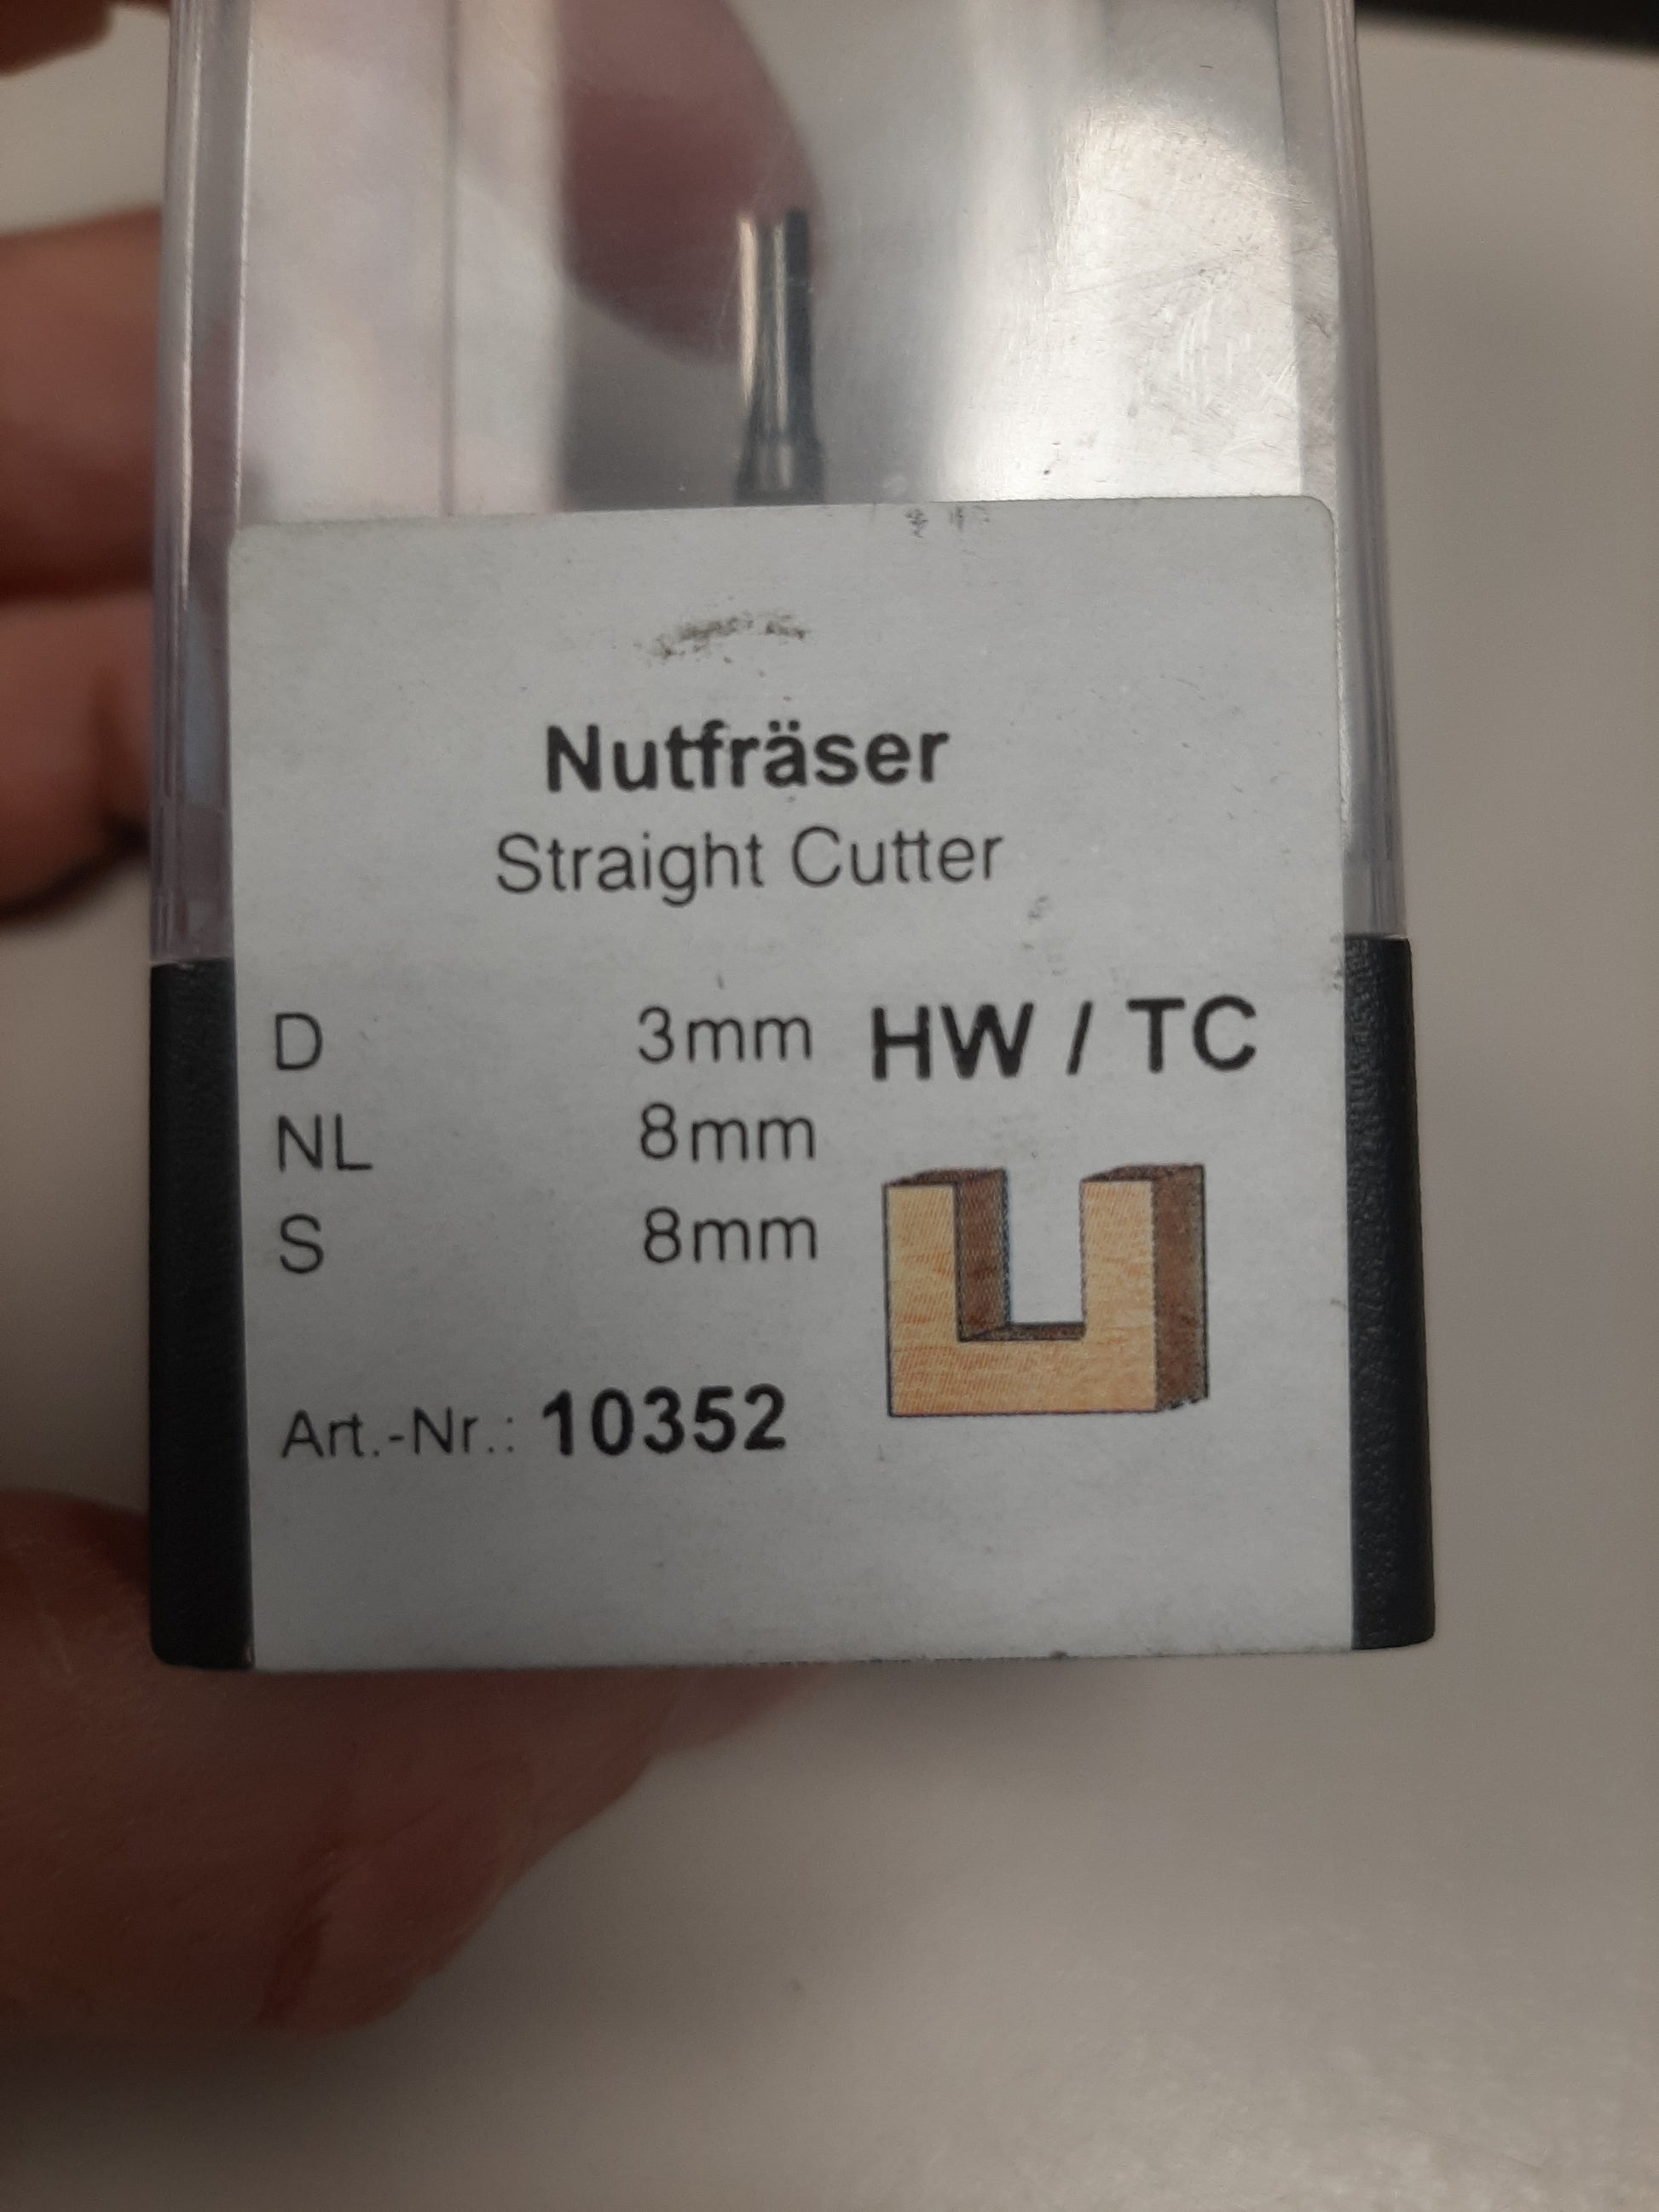 Nutfräser
Straight Cutter
D 3mm HW / TC
NL 8mm
S 8mm
Art.-Nr.: 10352